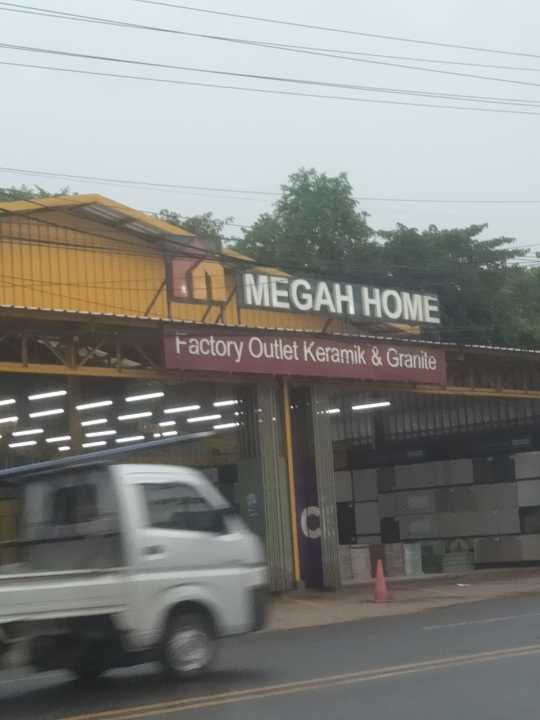 MEGAH HOME
Factory Outlet Keramik & Granite